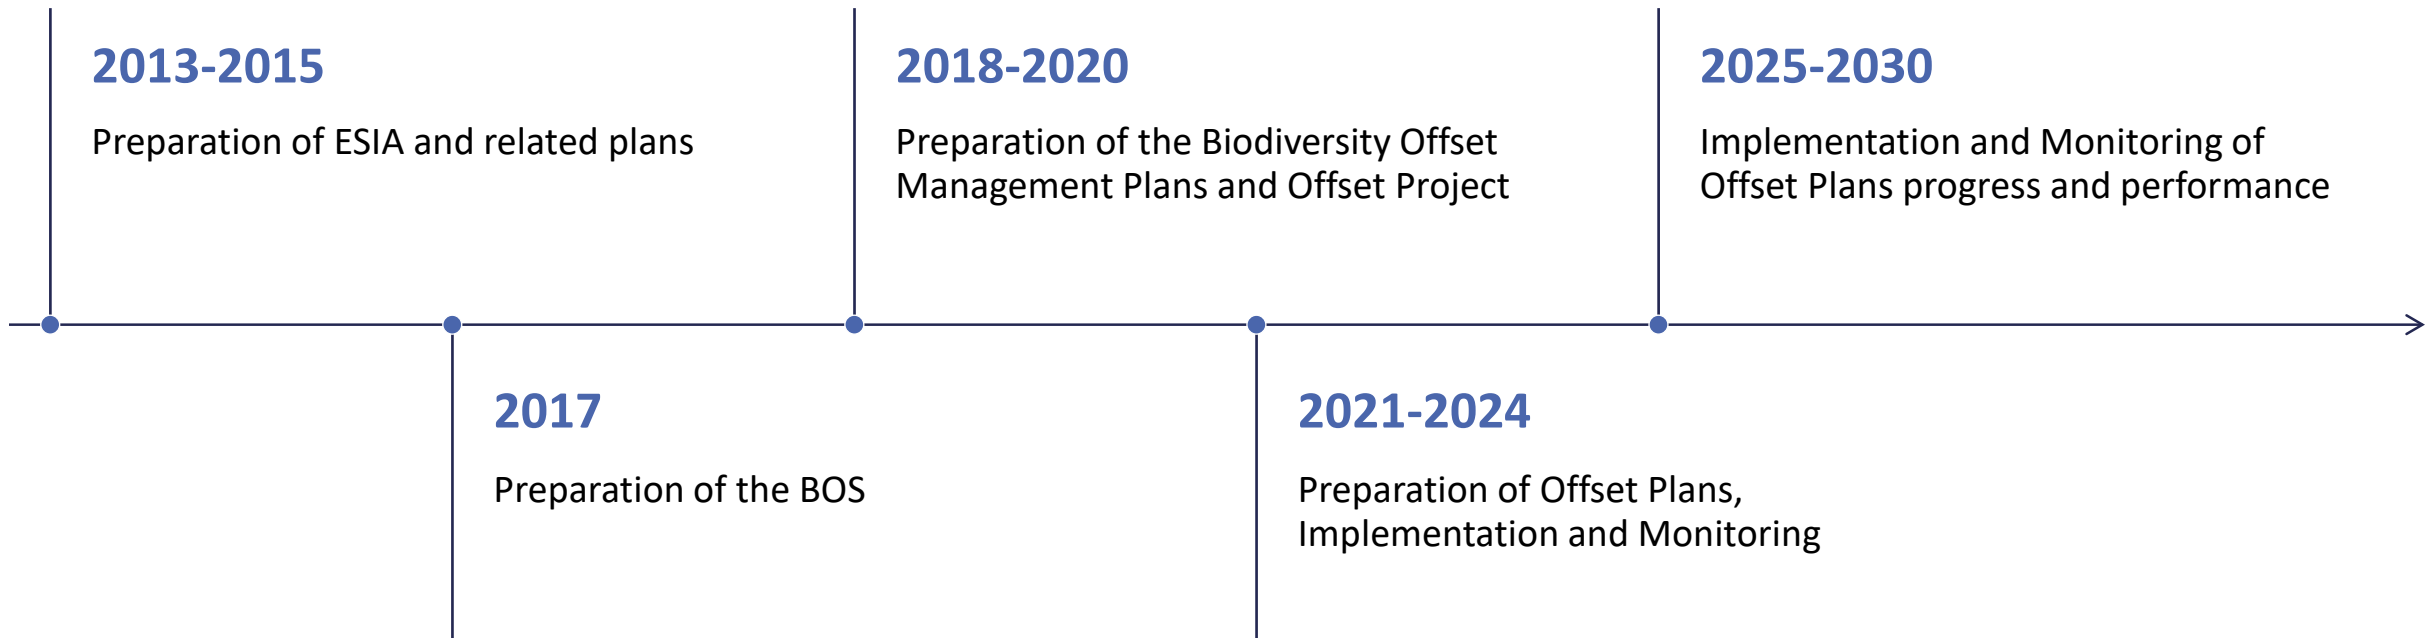 2013-2015
Preparation of ESIA and related plans
2017
Preparation of the BOS
2018-2020
Preparation of the Biodiversity Offset
Management Plans and Offset Project
2021-2024
Preparation of Offset Plans,
Implementation and Monitoring
2025-2030
Implementation and Monitoring of
Offset Plans progress and performance